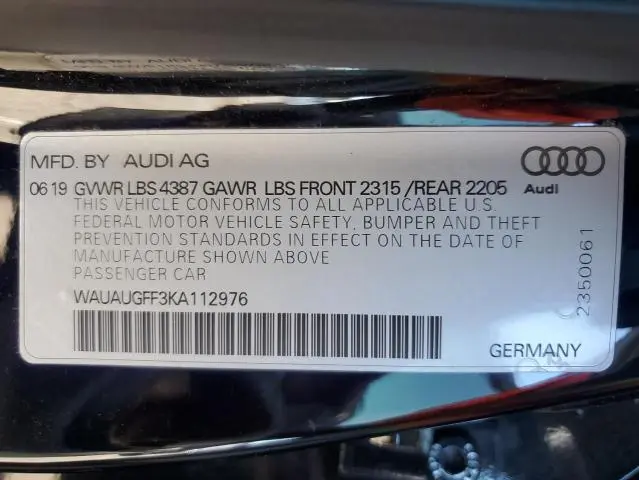 MFD. BY AUDI AG
06 19 GVWR LBS 4387 GAWR LBS FRONT 2315 /REAR 2205
Audi
THIS VEHICLE CONFORMS TO ALL APPLICABLE U.S.
FEDERAL MOTOR VEHICLE SAFETY, BUMPER AND THEFT
PREVENTION STANDARDS IN EFFECT ON THE DATE OF
MANUFACTURE SHOWN ABOVE
PASSENGER CAR
WAUAUGFF3KA112976
2350061
GERMANY